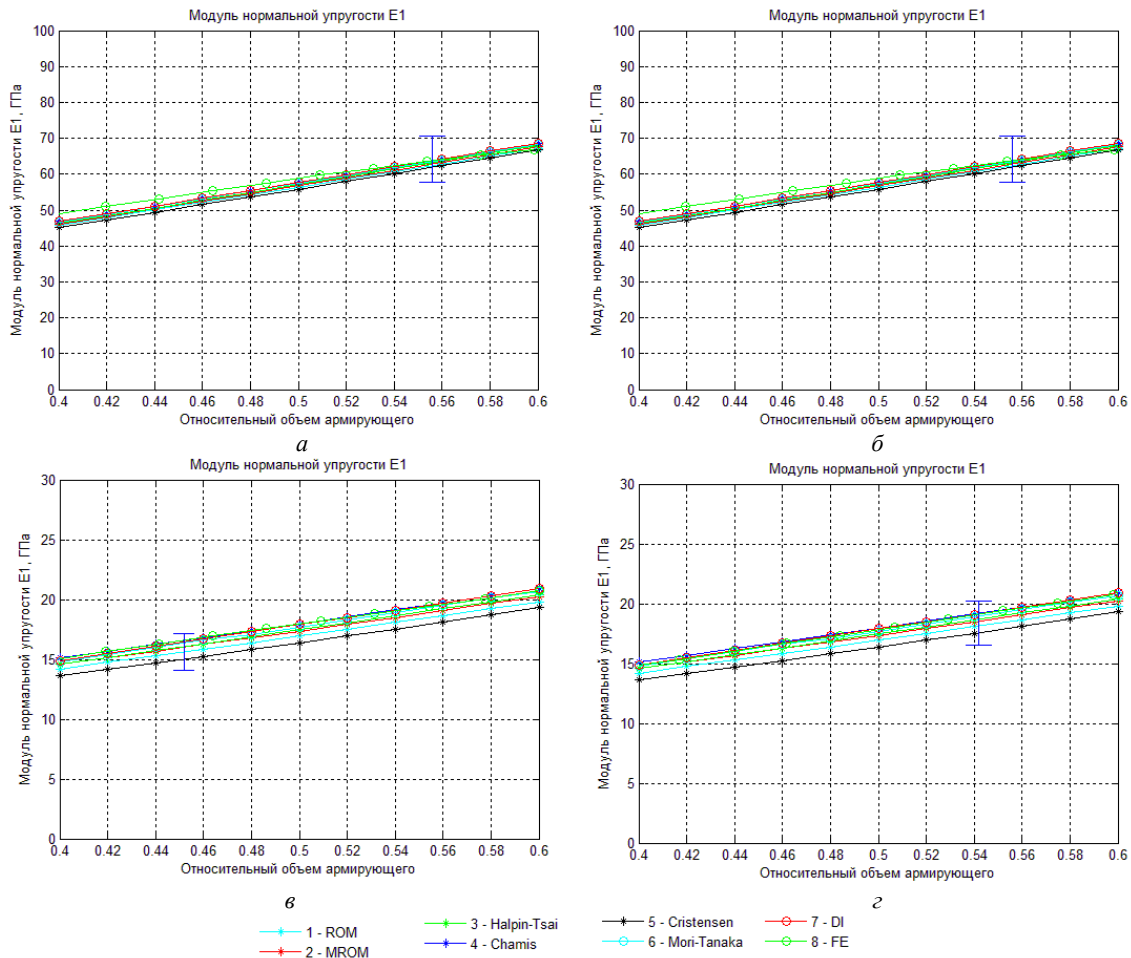 Модуль нормальной упругости E1
Модуль нормальной упругости E1, ГПа
100
90
80
70
60
50
40
30
20
10
0
0.4 0.42 0.44 0.46 0.48 0.5 0.52 0.54 0.56 0.58 0.6
Относительный объем армирующего
а
Модуль нормальной упругости E1
Модуль нормальной упругости E1, ГПа
100
90
80
70
60
50
40
30
20
10
0
0.4 0.42 0.44 0.46 0.48 0.5 0.52 0.54 0.56 0.58 0.6
Относительный объем армирующего
б
Модуль нормальной упругости E1
Модуль нормальной упругости E1, ГПа
30
25
20
15
10
5
0
0.4 0.42 0.44 0.46 0.48 0.5 0.52 0.54 0.56 0.58 0.6
Относительный объем армирующего
в
Модуль нормальной упругости E1
Модуль нормальной упругости E1, ГПа
30
25
20
15
10
5
0
0.4 0.42 0.44 0.46 0.48 0.5 0.52 0.54 0.56 0.58 0.6
Относительный объем армирующего
г
1 - ROM
2 - MROM
3 - Halpin-Tsai
4 - Chamis
5 - Cristensen
6 - Mori-Tanaka
7 - DI
8 - FE